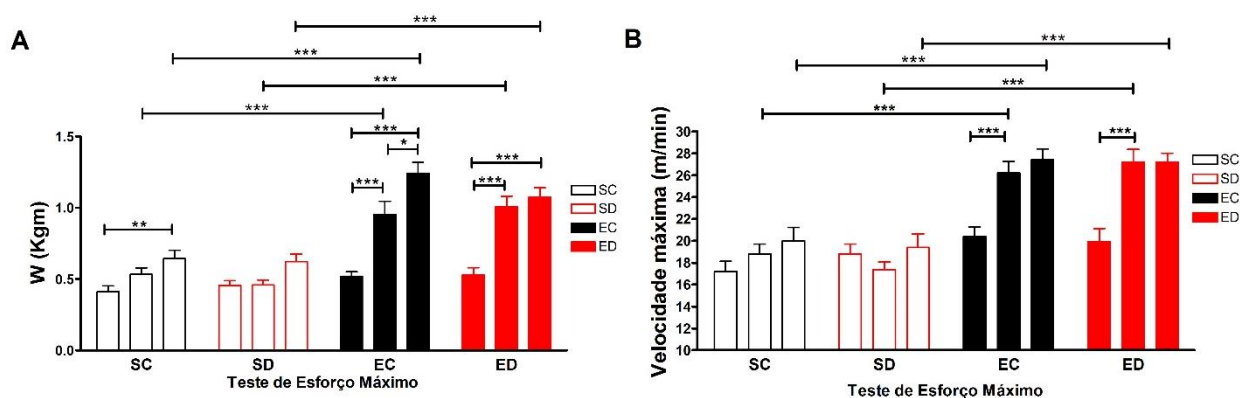 A
***
***
***
***
W (Kgm)
1.5
1.0
0.5
0.0
**
***
*
***
***
***
SC
SD
EC
ED
SC
SD
EC
ED
Teste de Esforço Máximo
B
***
***
***
***
Velocidade máxima (m/min)
30
28
26
24
22
20
18
16
14
12
10
***
***
SC
SD
EC
ED
SC
SD
EC
ED
Teste de Esforço Máximo